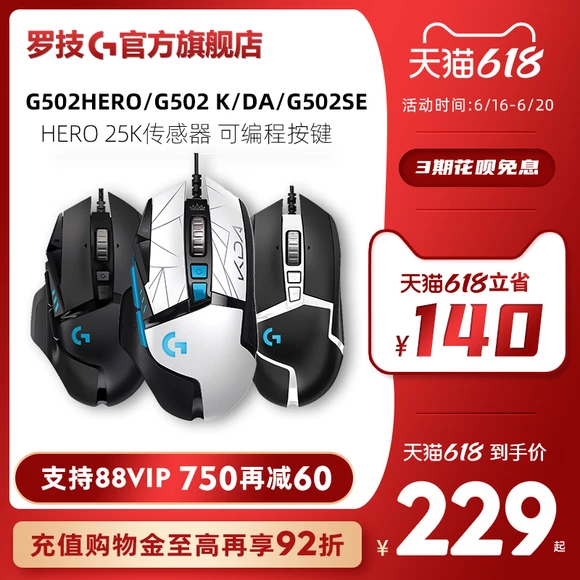 罗技G官方旗舰店
G502HERO/G502 K/DA/G502SE
HERO 25K传感器 可编程按键
K/DA
支持88VIP 750再减60
充值购物金至高再享92折
天猫618
活动时间:6/16-6/20
3期花呗免息
天猫618立省
¥140
天猫618 到手价
¥229起